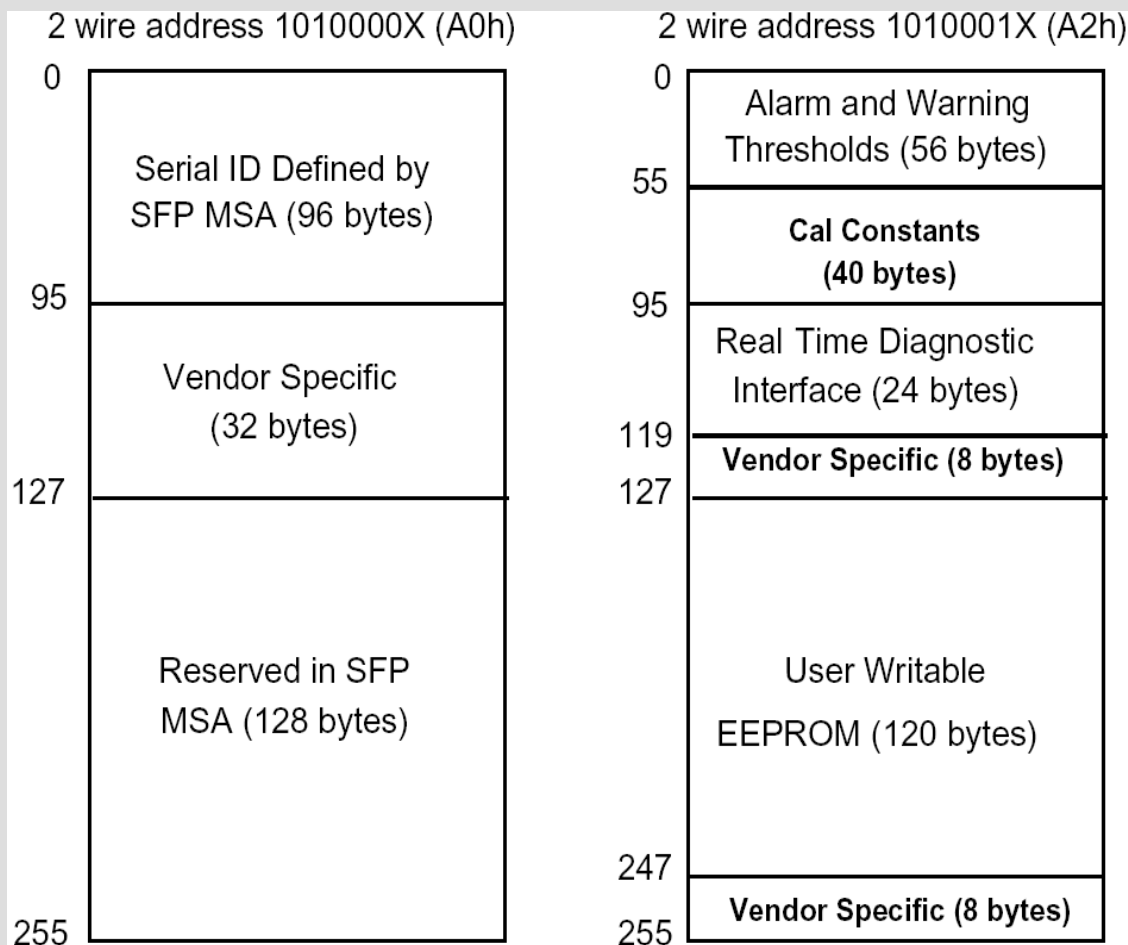 2 wire address 1010000X (A0h)
0
Serial ID Defined by
SFP MSA (96 bytes)
95
Vendor Specific
(32 bytes)
127
Reserved in SFP
MSA (128 bytes)
255
2 wire address 1010001X (A2h)
0
Alarm and Warning
Thresholds (56 bytes)
55
Cal Constants
(40 bytes)
95
Real Time Diagnostic
Interface (24 bytes)
119
Vendor Specific (8 bytes)
127
User Writable
EEPROM (120 bytes)
247
Vendor Specific (8 bytes)
255